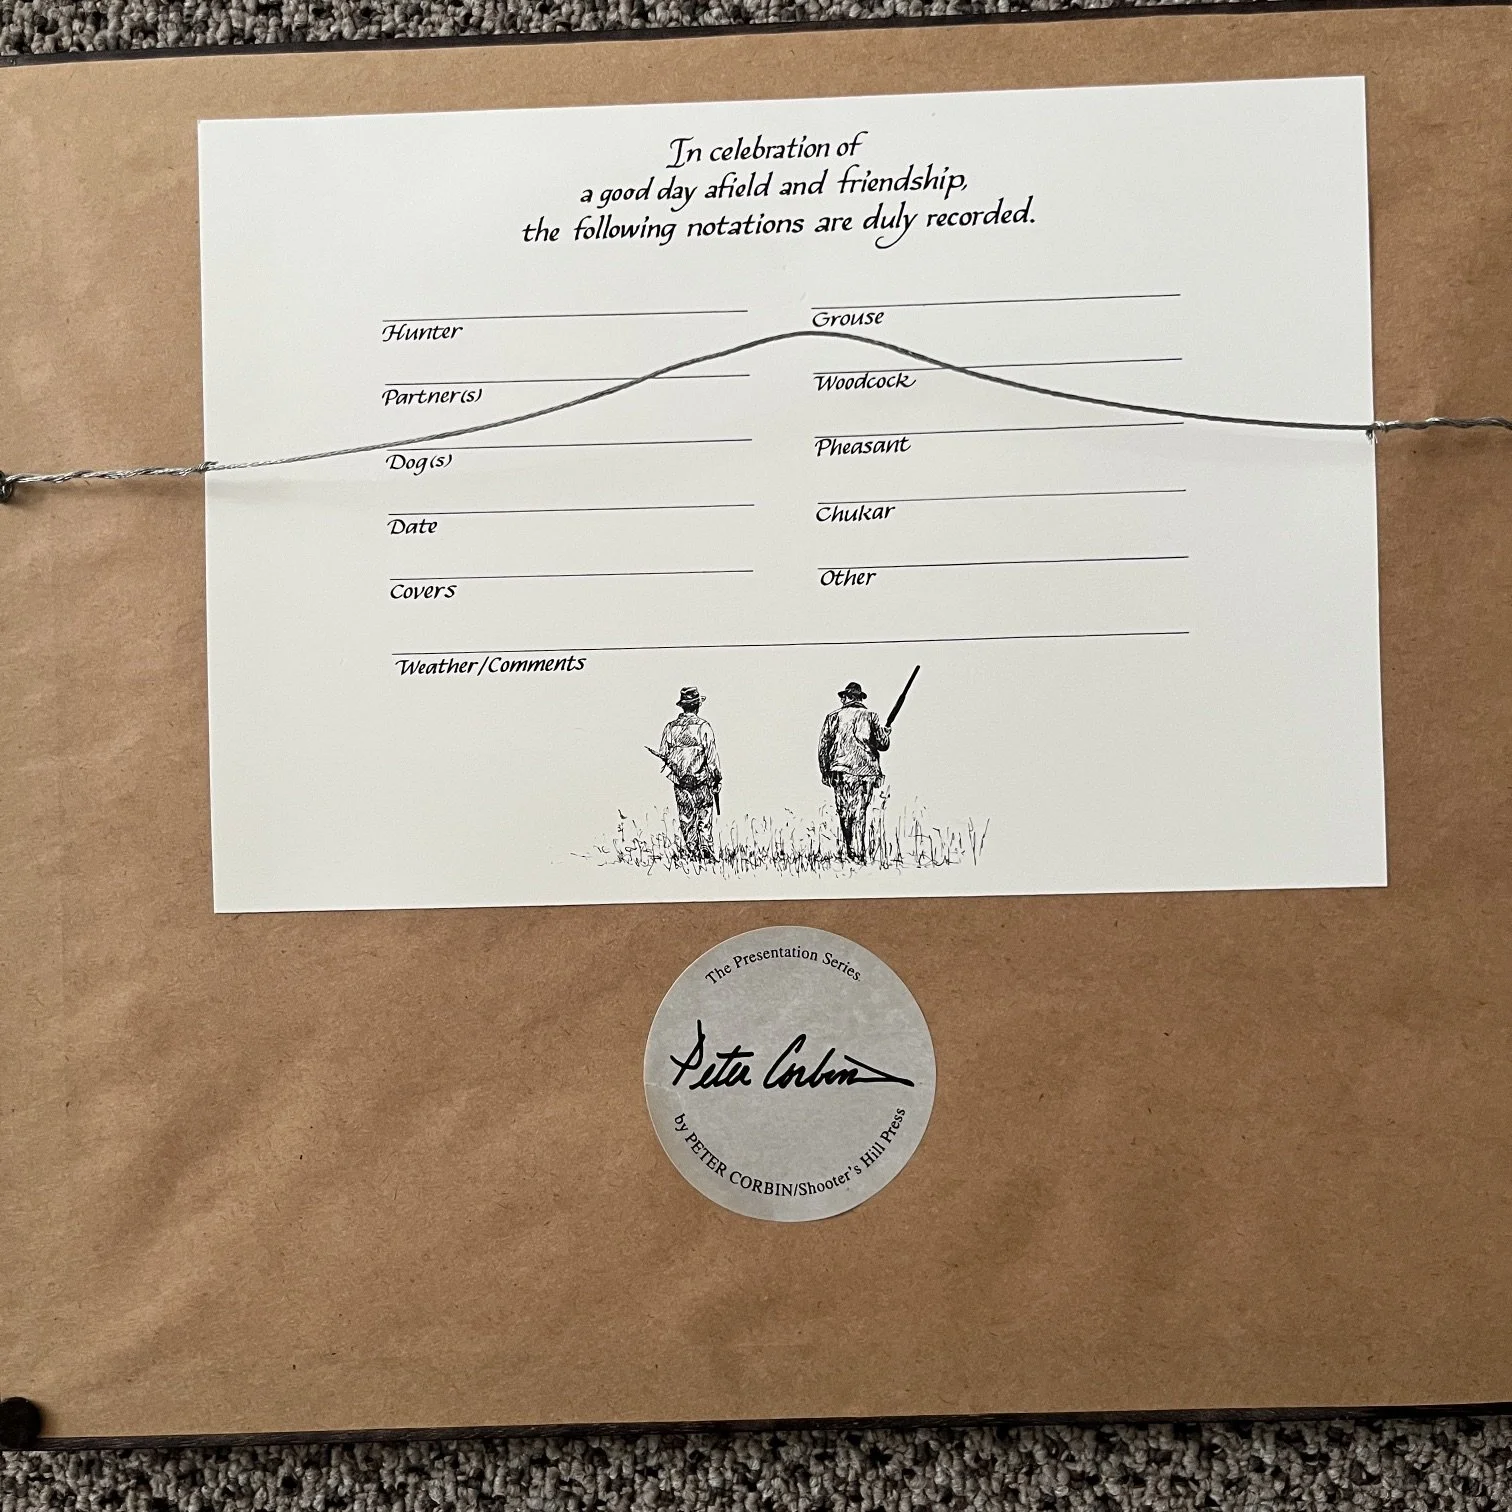 In celebration of
a good day afield and friendship,
the following notations are duly recorded.
Hunter
Grouse
Partner(s)
Woodcock
Dog(s)
Pheasant
Date
Chukar
Covers
Other
Weather/Comments
The Presentation Series
Peter Corbin
by PETER CORBIN/Shooter's Hill Press